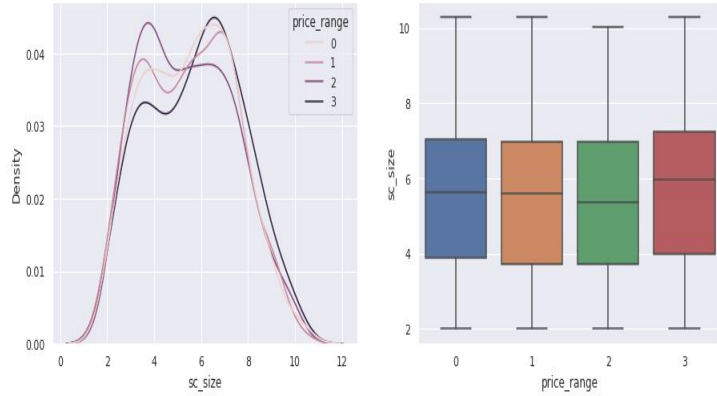 price_range
0
1
2
3
0.04
0.03
0.02
0.01
0.00
Density
0 2 4 6 8 10 12
sc_size
10
8
6
4
2
sc_size
0 1 2 3
price_range